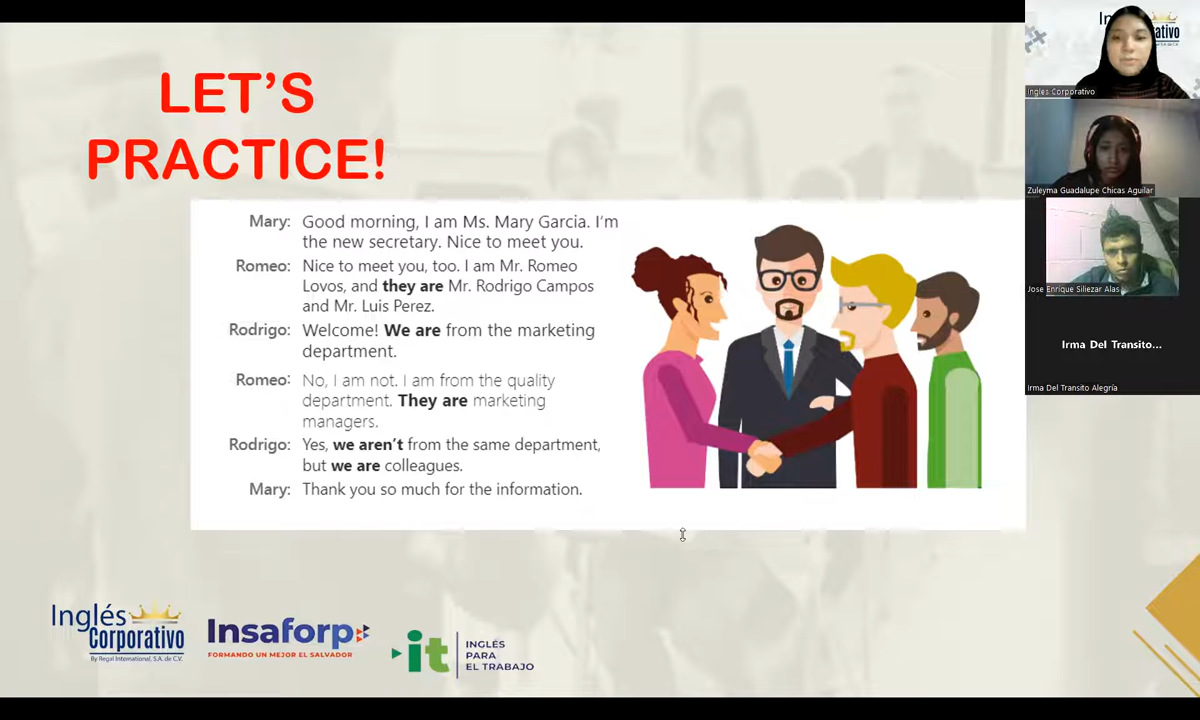 LET'S
PRACTICE!
Mary: Good morning, I am Ms. Mary Garcia. I'm
the new secretary. Nice to meet you.
Romeo: Nice to meet you, too. I am Mr. Romeo
Lovos, and they are Mr. Rodrigo Campos
and Mr. Luis Perez.
Rodrigo: Welcome! We are from the marketing
department.
Romeo: No, I am not. I am from the quality
department. They are marketing
managers.
Rodrigo: Yes, we aren't from the same department,
but we are colleagues.
Mary: Thank you so much for the information.
Inglés
Corporativo
By Regal International, S.A. de C.V.
Insaforp
FORMANDO UN MEJOR EL SALVADOR
it
INGLÉS
PARA
EL TRABAJO
Ingles Corporativo
Zuleyma Guadalupe Chicas Aguilar
Jose Enrique Siliezar Alas
Irma Del Transito...
Irma Del Transito Alegría